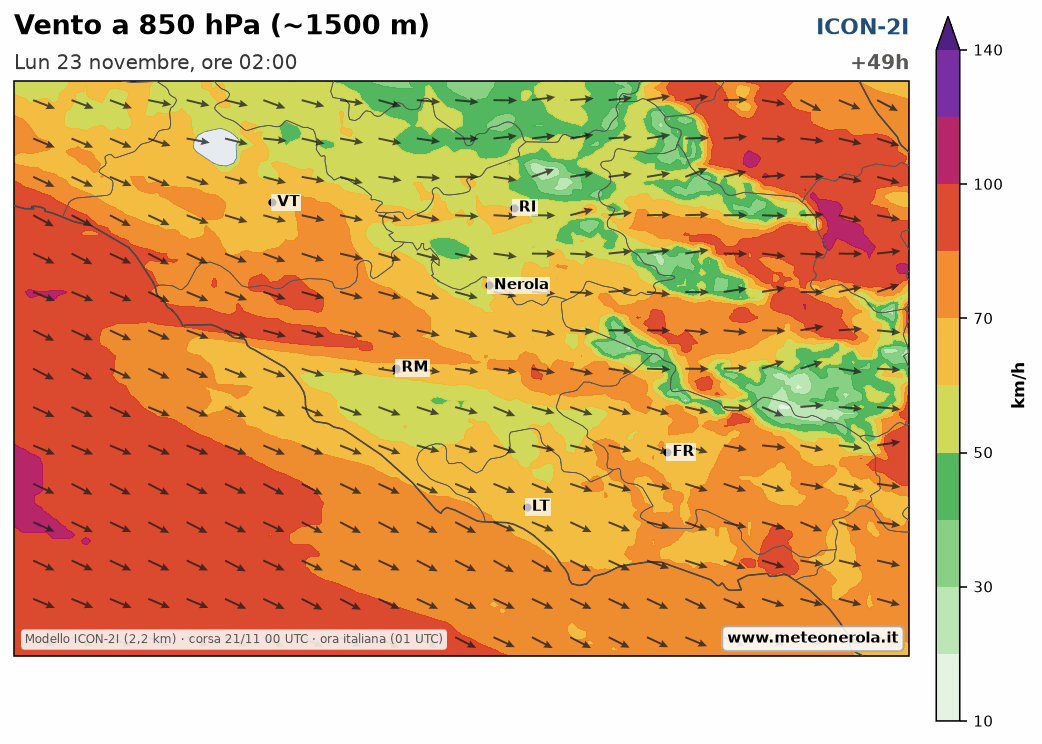 Vento a 850 hPa (~1500 m)
ICON-2I
Lun 23 novembre, ore 02:00
+49h
140
100
70
50
30
10
km/h
VT
RI
Nerola
RM
FR
LT
Modello ICON-2I (2,2 km) · corsa 21/11 00 UTC · ora italiana (01 UTC)
www.meteonerola.it